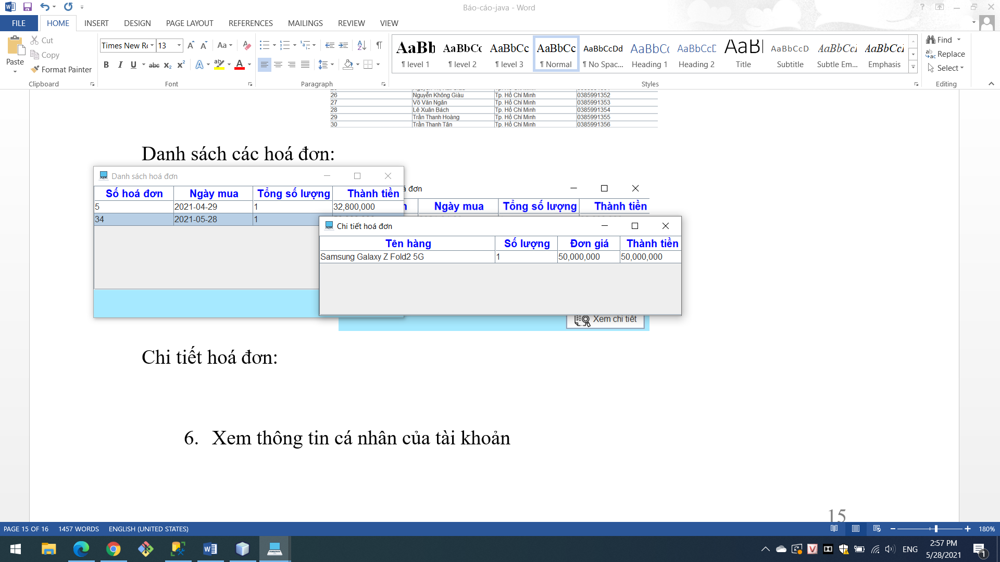 Báo-cáo-java - Word
FILE HOME INSERT DESIGN PAGE LAYOUT REFERENCES MAILINGS REVIEW VIEW
Paste
Cut
Copy
Format Painter
Clipboard
Times New Ro 13
Font
Paragraph
AaBb AaBbCc AaBbCc AaBbCc AaBbCcDd AaBbCc AaBbCcD AaBl AaBbCcD AaBbCcI AaBbCcI
¶ level 1 ¶ level 2 ¶ level 3 ¶ Normal ¶ No Spac... Heading 1 Heading 2 Title Subtitle Subtle Em... Emphasis
Styles
Find
Replace
Select
Editing
26 Nguyễn Không Giàu Tp. Hồ Chí Minh 0385991352
27 Võ Văn Ngân Tp. Hồ Chí Minh 0385991353
28 Lê Xuân Bách Tp. Hồ Chí Minh 0385991354
29 Trần Thanh Hoàng Tp. Hồ Chí Minh 0385991355
30 Trần Thanh Tân Tp. Hồ Chí Minh 0385991356
Danh sách các hoá đơn:
Danh sách hoá đơn
Số hoá đơn Ngày mua Tổng số lượng Thành tiền
5 2021-04-29 1 32,800,000
34 2021-05-28 1
đơn
Ngày mua Tổng số lượng Thành tiền
Chi tiết hoá đơn
Tên hàng Số lượng Đơn giá Thành tiền
Samsung Galaxy Z Fold2 5G 1 50,000,000 50,000,000
Xem chi tiết
Chi tiết hoá đơn:
6. Xem thông tin cá nhân của tài khoản
15
PAGE 15 OF 16 1457 WORDS ENGLISH (UNITED STATES) 180%
ENG
2:57 PM
5/28/2021
1